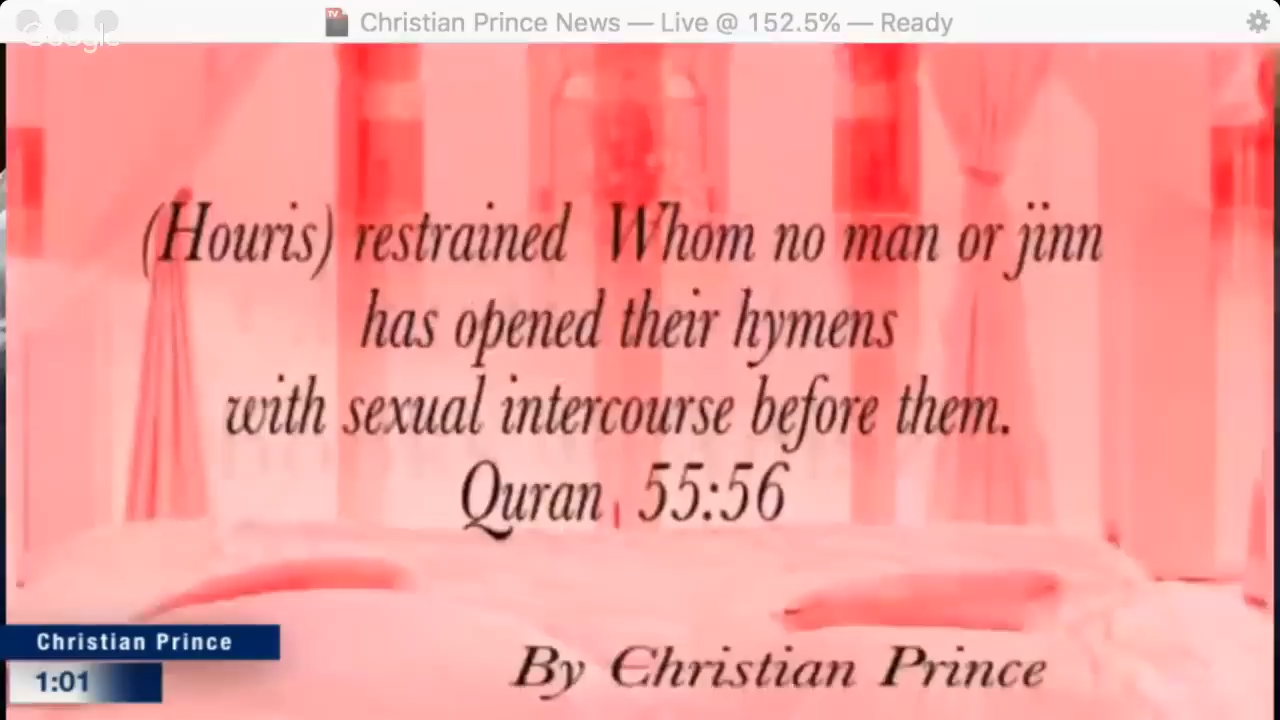 Christian Prince News — Live @ 152.5% — Ready
Google
(Houris) restrained Whom no man or jinn
has opened their hymens
with sexual intercourse before them.
Quran 55:56
By Christian Prince
Christian Prince
1:01